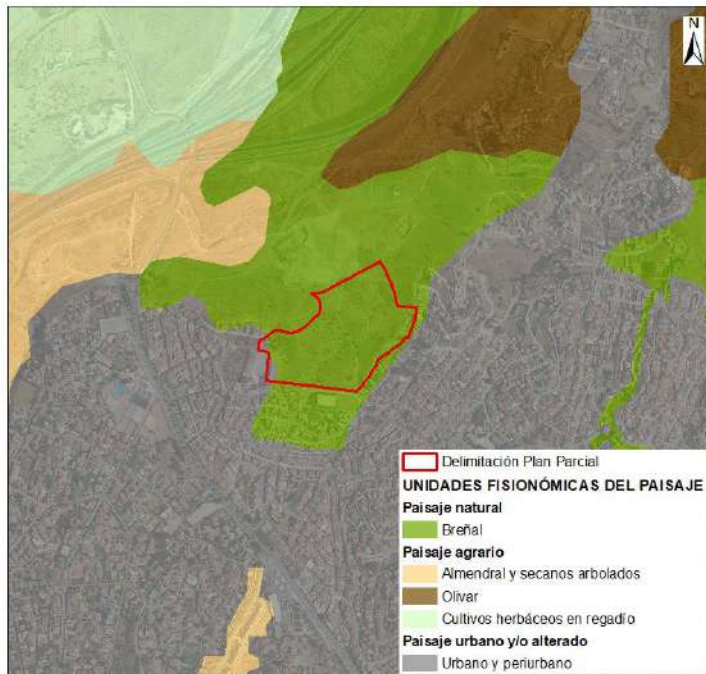 N
Delimitación Plan Parcial
UNIDADES FISIONÓMICAS DEL PAISAJE
Paisaje natural
Breñal
Paisaje agrario
Almendral y secanos arbolados
Olivar
Cultivos herbáceos en regadío
Paisaje urbano y/o alterado
Urbano y periurbano